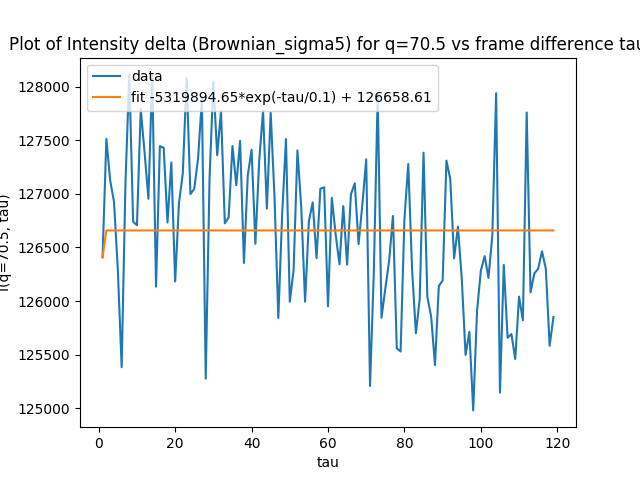 Plot of Intensity delta (Brownian_sigma5) for q=70.5 vs frame difference tau
data
fit -5319894.65*exp(-tau/0.1) + 126658.61
128000
127500
127000
126500
126000
125500
125000
I(q=70.5, tau)
0 20 40 60 80 100 120
tau